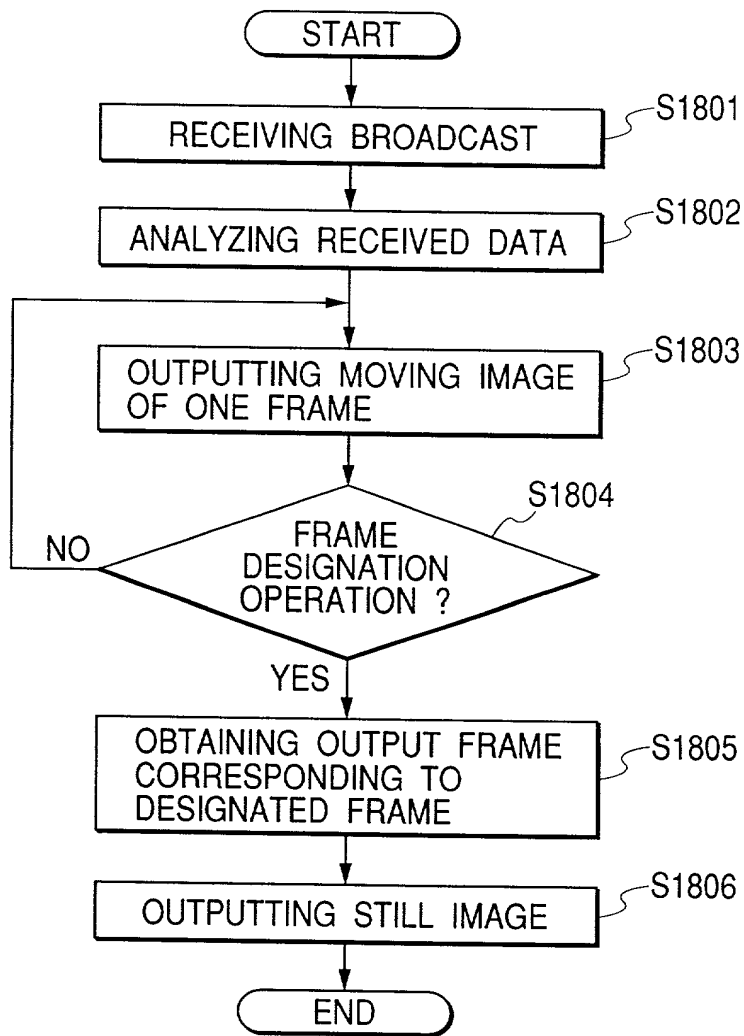 START
S1801
RECEIVING BROADCAST
S1802
ANALYZING RECEIVED DATA
S1803
OUTPUTTING MOVING IMAGE
OF ONE FRAME
S1804
FRAME
DESIGNATION
OPERATION ?
NO
YES
S1805
OBTAINING OUTPUT FRAME
CORRESPONDING TO
DESIGNATED FRAME
S1806
OUTPUTTING STILL IMAGE
END